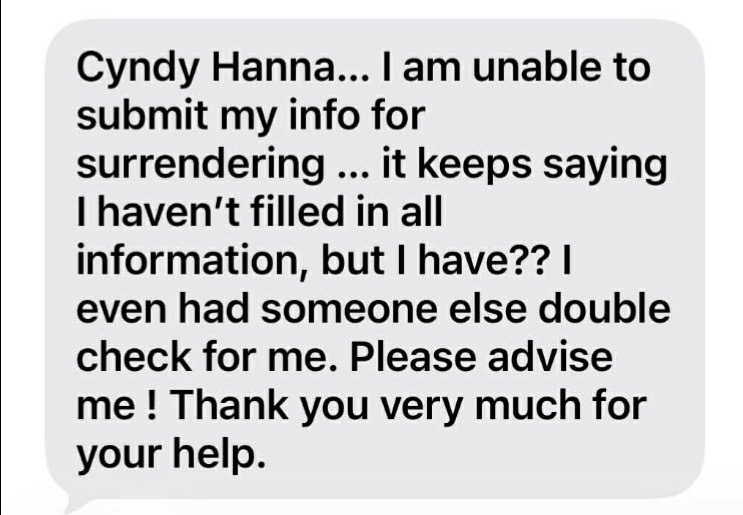 Cyndy Hanna... I am unable to
submit my info for
surrendering ... it keeps saying
I haven’t filled in all
information, but I have?? I
even had someone else double
check for me. Please advise
me ! Thank you very much for
your help.